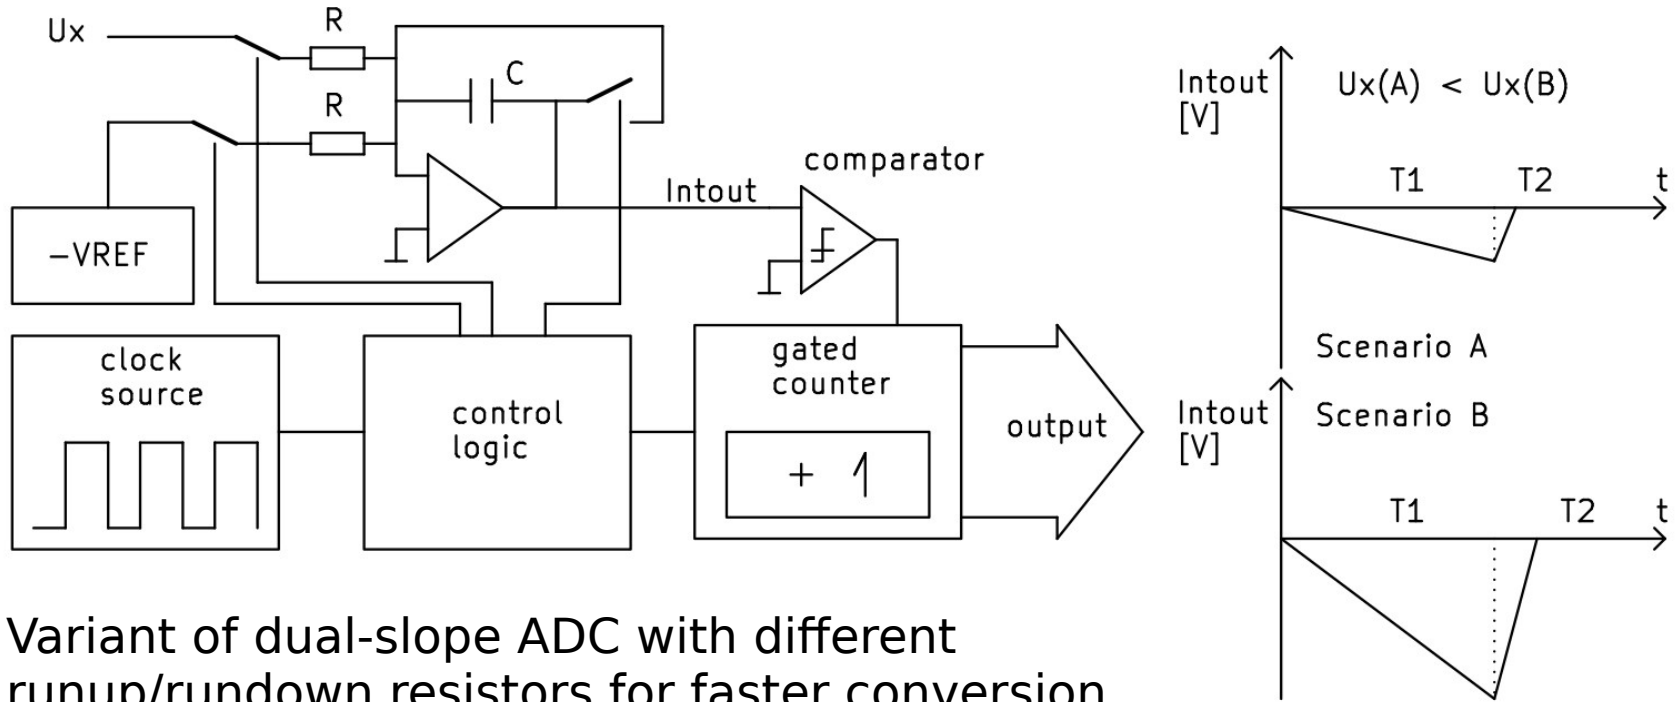 Ux
R
R
C
-VREF
Intout
comparator
clock
source
control
logic
gated
counter
+ 1
output
Intout
[V]
Ux(A) < Ux(B)
T1
T2
t
Scenario A
Intout
[V]
Scenario B
T1
T2
t
Variant of dual-slope ADC with different
runup/rundown resistors for faster conversion